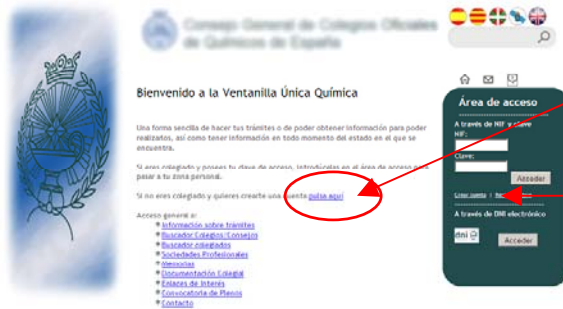 Consejo General de Colegios Oficiales
de Químicos de España
Bienvenido a la Ventanilla Única Química
Una forma sencilla de hacer tus trámites o de poder obtener información para poder
realizarlos, así como tener información en todo momento del estado en el que se
encuentra.
Si eres colegiado y posees tu clave de acceso, introdúcelos en el área de acceso para
pasar a tu zona personal.
Si no eres colegiado y quieres crearte una cuenta pulsa aquí
Acceso general a:
Información sobre trámites
Buscador Colegios/Consejos
Buscador colegiados
Sociedades Profesionales
Memorias
Documentación Colegial
Enlaces de Interés
Convocatoria de Plenos
Contacto
Área de acceso
A través de NIF y clave
NIF:
Clave:
Acceder
Crear cuenta |
A través de DNI electrónico
dni e
Acceder